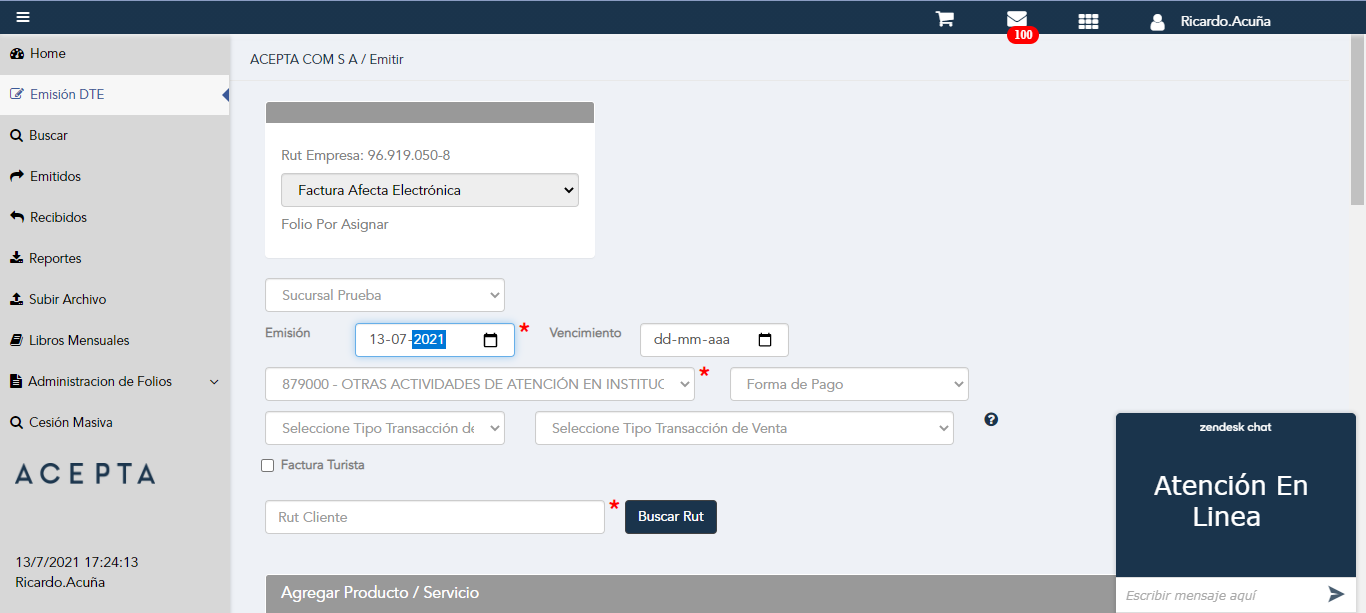 Ricardo.Acuña
100
Home
ACEPTA COM S A / Emitir
Emisión DTE
Buscar
Emitidos
Recibidos
Reportes
Subir Archivo
Libros Mensuales
Administracion de Folios
Cesión Masiva
ACEPTA
13/7/2021 17:24:13
Ricardo.Acuña
Rut Empresa: 96.919.050-8
Factura Afecta Electrónica
Folio Por Asignar
Sucursal Prueba
Emisión 13-07-2021 * Vencimiento dd-mm-aaa
879000 - OTRAS ACTIVIDADES DE ATENCIÓN EN INSTITUC * Forma de Pago
Seleccione Tipo Transacción de Seleccione Tipo Transacción de Venta ?
Factura Turista
Rut Cliente * Buscar Rut
Agregar Producto / Servicio
zendesk chat
Atención En
Linea
Escribir mensaje aquí